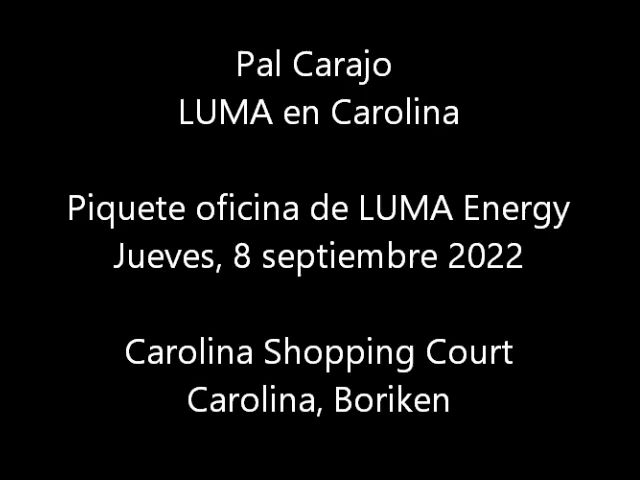 Pal Carajo
LUMA en Carolina
Piquete oficina de LUMA Energy
Jueves, 8 septiembre 2022
Carolina Shopping Court
Carolina, Boriken